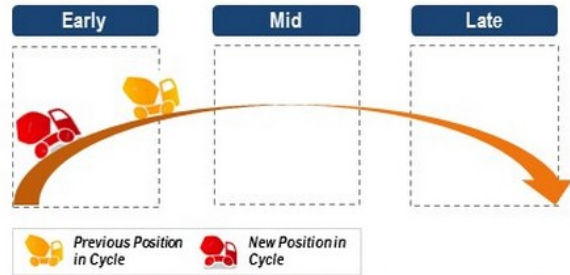 Early
Mid
Late
Previous Position
in Cycle
New Position in
Cycle